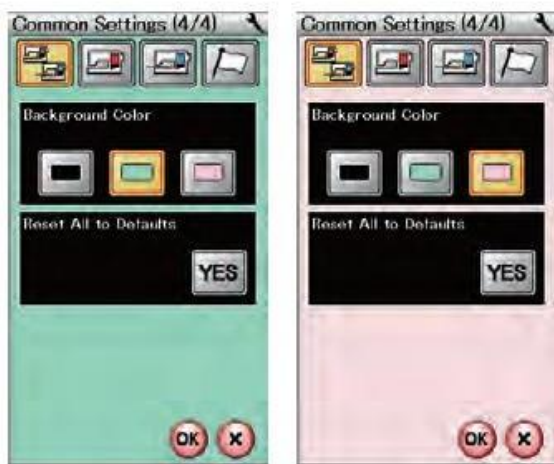 Common Settings (4/4)
Background Color
Reset All to Defaults
YES
OK X
Common Settings (4/4)
Background Color
Reset All to Defaults
YES
OK X